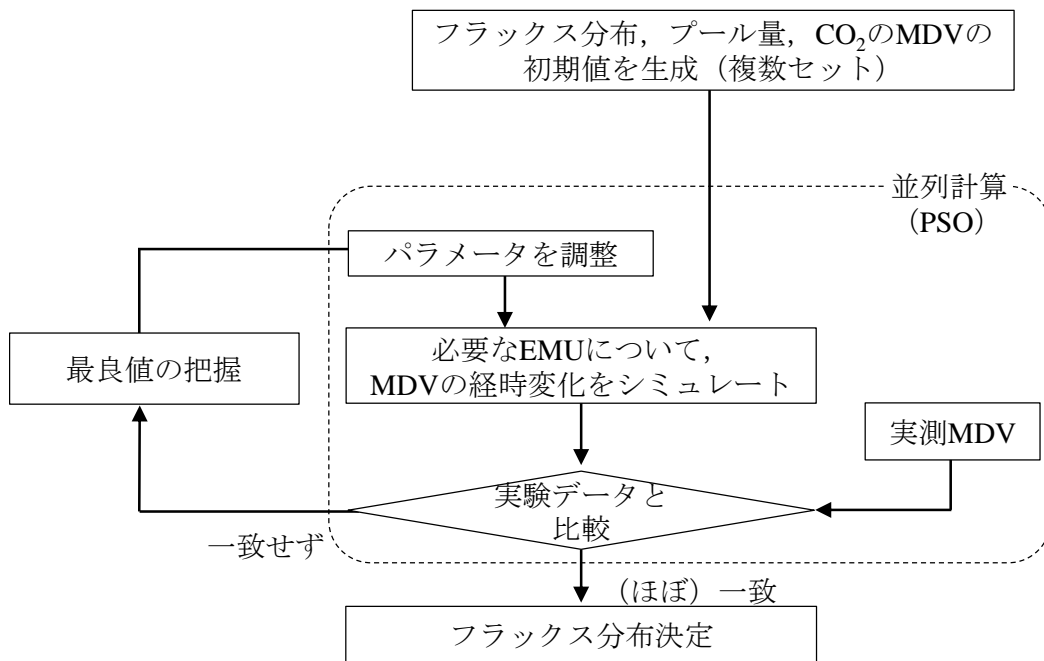 フラックス分布，プール量，CO₂のMDVの
初期値を生成（複数セット）
並列計算
（PSO）
パラメータを調整
最良値の把握
必要なEMUについて，
MDVの経時変化をシミュレート
実測MDV
実験データと
比較
一致せず
（ほぼ）一致
フラックス分布決定